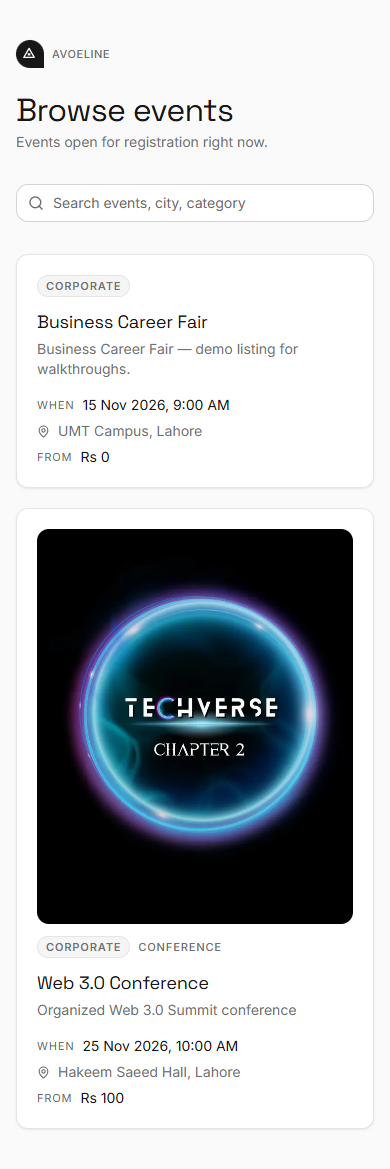 AVOELINE
Browse events
Events open for registration right now.
Search events, city, category
CORPORATE
Business Career Fair
Business Career Fair — demo listing for
walkthroughs.
WHEN 15 Nov 2026, 9:00 AM
UMT Campus, Lahore
FROM Rs 0
TECHVERSE
CHAPTER 2
CORPORATE CONFERENCE
Web 3.0 Conference
Organized Web 3.0 Summit conference
WHEN 25 Nov 2026, 10:00 AM
Hakeem Saeed Hall, Lahore
FROM Rs 100